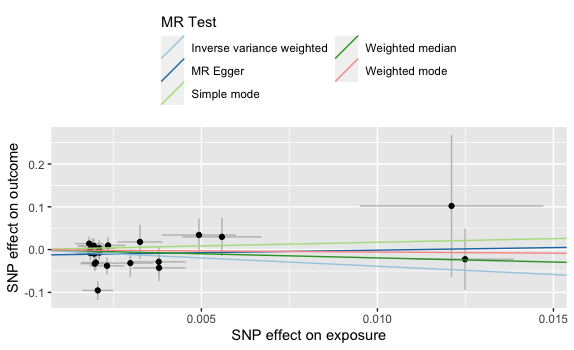 MR Test
Inverse variance weighted
Weighted median
MR Egger
Weighted mode
Simple mode
SNP effect on outcome
0.2
0.1
0.0
-0.1
0.005
0.010
0.015
SNP effect on exposure